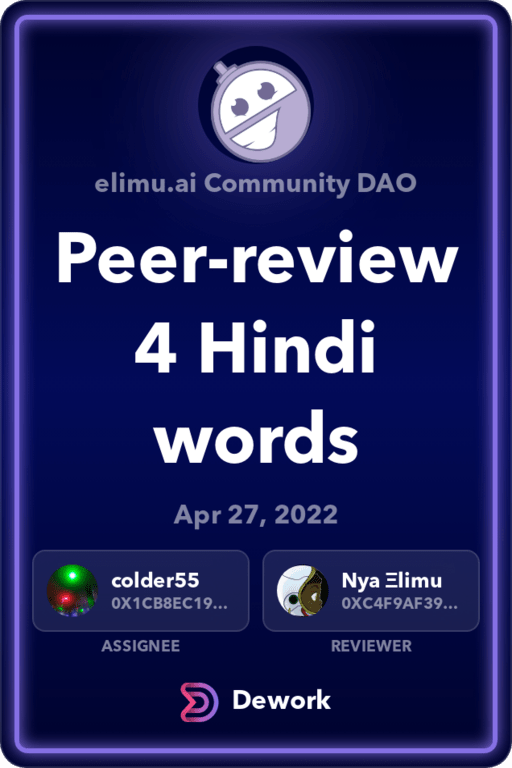 elimu.ai Community DAO
Peer-review
4 Hindi
words
Apr 27, 2022
colder55
0X1CB8EC19...
ASSIGNEE
Nya Ξlimu
0XC4F9AF39...
REVIEWER
Dework